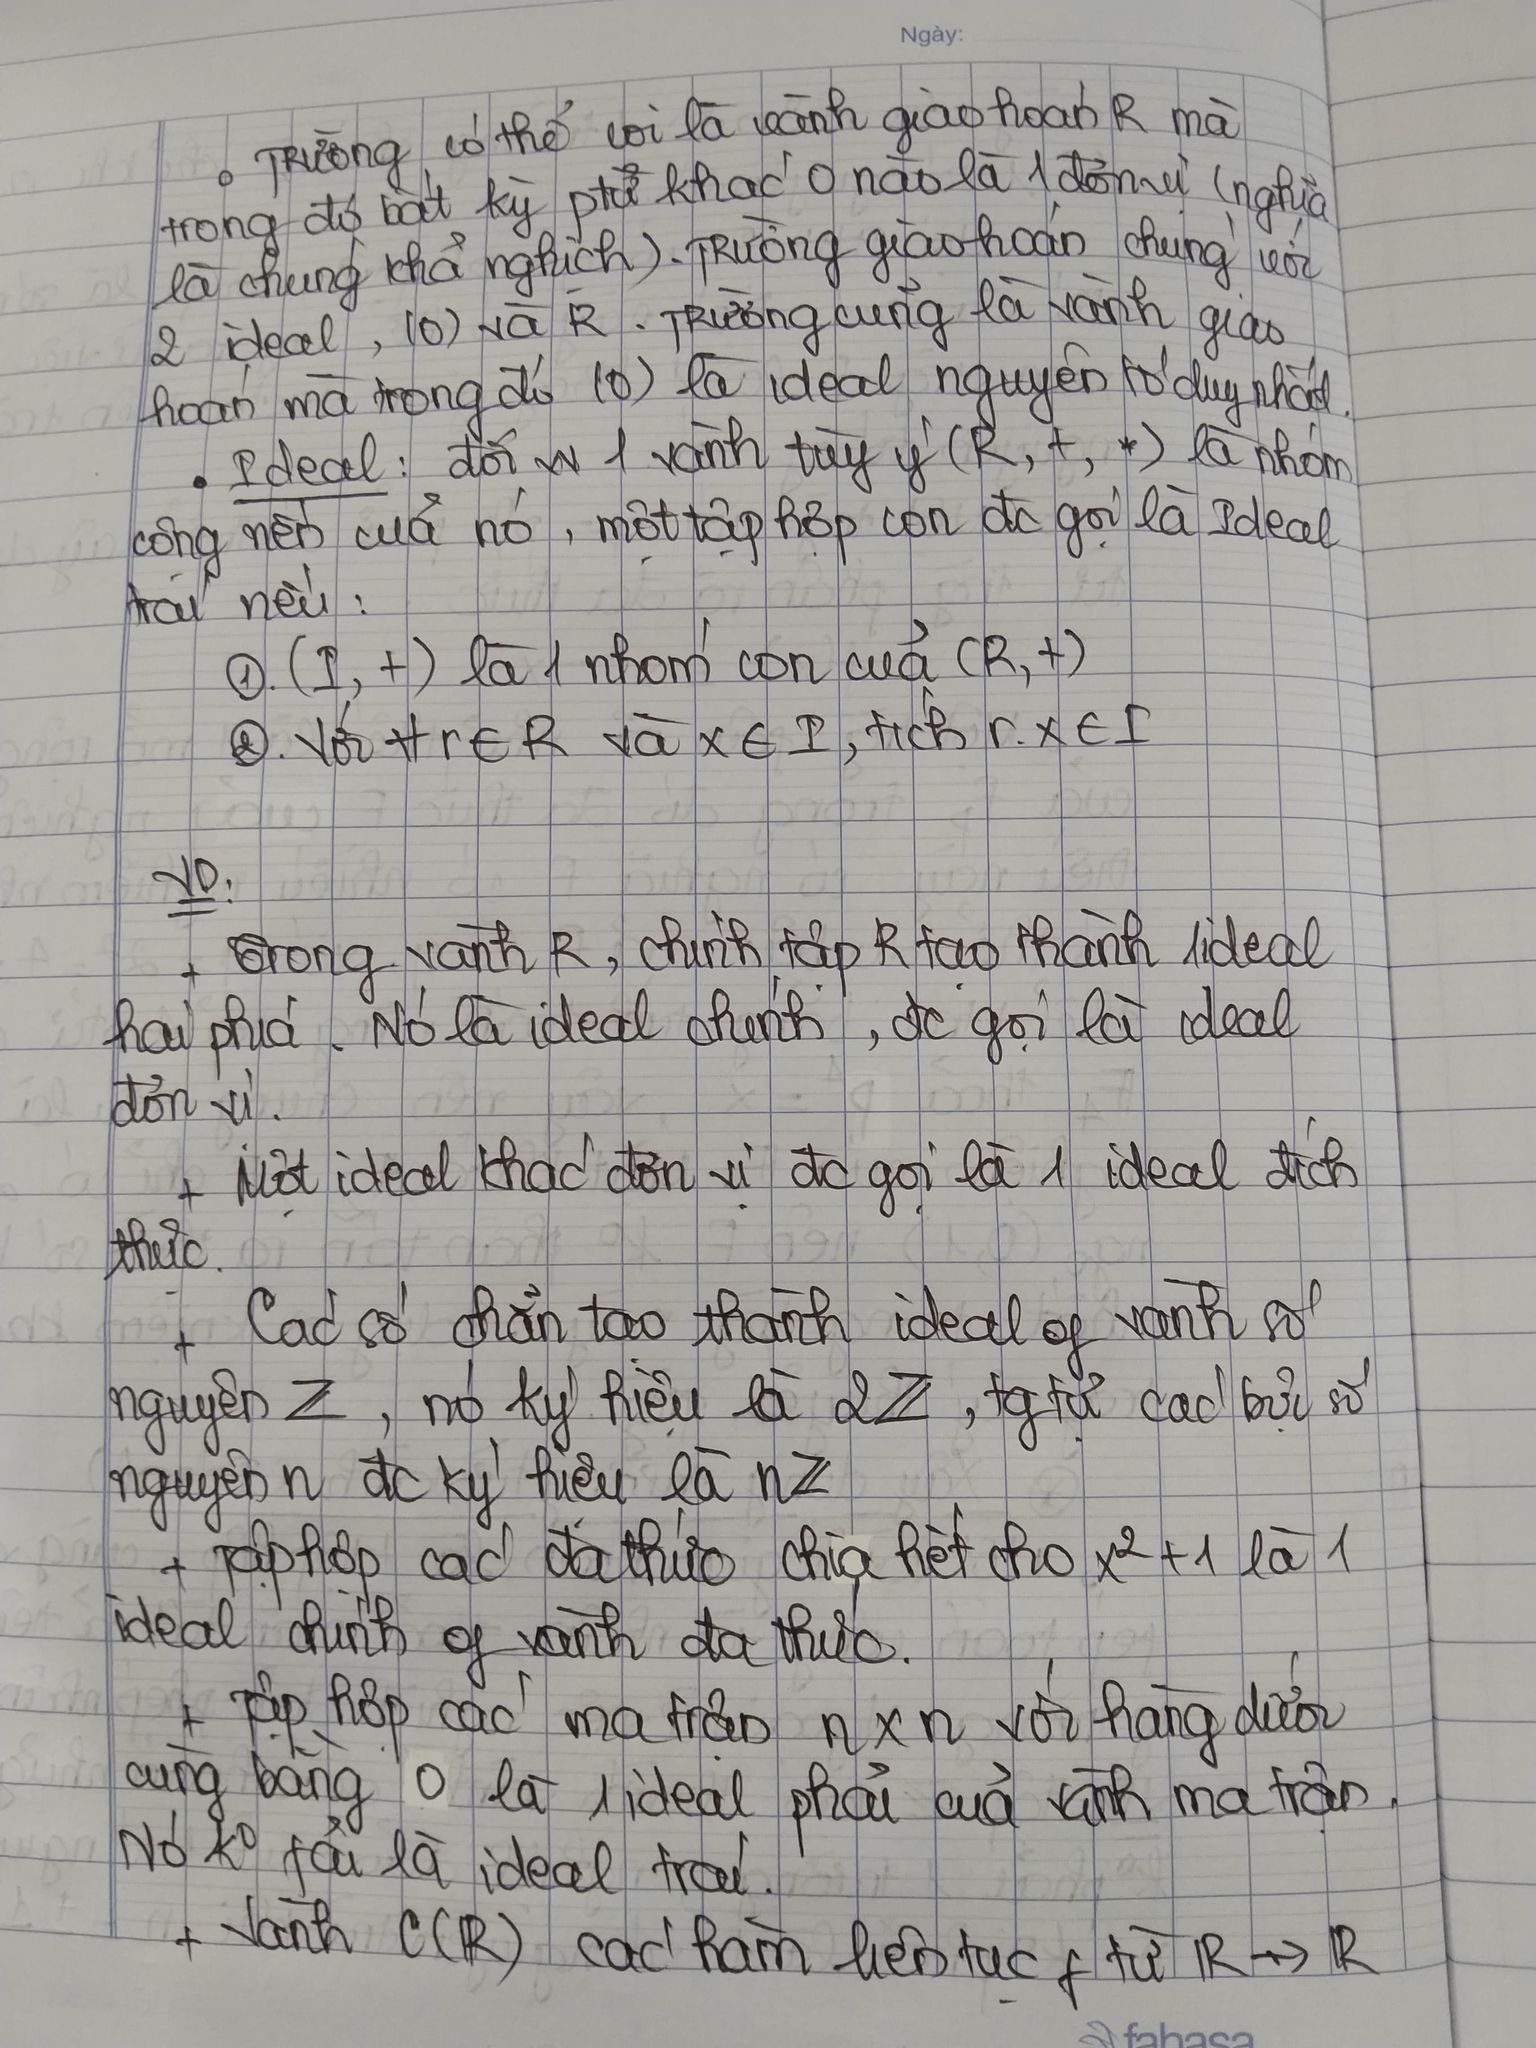 Ngày:
• Trường có thể coi là vành giao hoán R mà
trong đó bất kỳ ptử khác 0 nào là 1 đơn vị (nghĩa
là chúng khả nghịch). Trường giao hoán chúng với
2 ideal, (0) và R. Trường cũng là vành giao
hoán mà trong đó (0) là ideal nguyên tố duy nhất.
• Ideal: đối vs 1 vành tùy ý (R, +, *) là nhóm
cộng nền của nó, một tập hợp con đc gọi là Ideal
trái nếu:
①. (I, +) là 1 nhóm con của (R, +)
②. Với ∀ r ∈ R và x ∈ I, tích r.x ∈ I
VD:
+ Trong vành R, chính tập R tạo thành 1 ideal
hai phía. Nó là ideal chính, đc gọi là ideal
đơn vị.
+ Một ideal khác đơn vị đc gọi là 1 ideal đích
thực.
+ Các số chẵn tạo thành ideal of vành số
nguyên ℤ, nó ký hiệu là 2ℤ, tg tự các bội số
nguyên n đc ký hiệu là nℤ
+ Tập hợp các đa thức chia hết cho x²+1 là 1
ideal chính of vành đa thức.
+ Tập hợp các ma trận n x n với hàng dưới
cùng bằng 0 là 1 ideal phải của vành ma trận.
Nó k⁰ fải là ideal trái.
+ Vành C(ℝ) các hàm liên tục f từ ℝ → ℝ
fahasa